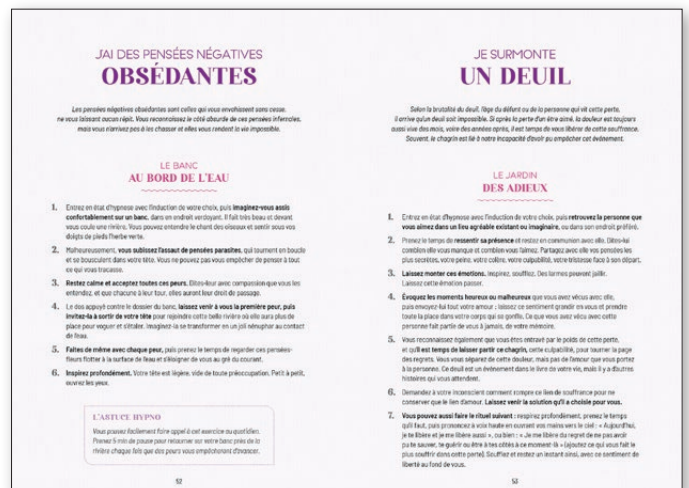 J'AI DES PENSÉES NÉGATIVES
OBSÉDANTES
Les pensées négatives obsédantes sont celles qui vous envahissent sans cesse,
ne vous laissant aucun répit. Vous reconnaissez le côté absurde de ces pensées infernales,
mais vous n'arrivez pas à les chasser et elles vous rendent la vie impossible.
LE BANC
AU BORD DE L'EAU
1. Entrez en état d'hypnose avec l'induction de votre choix, puis imaginez-vous assis
confortablement sur un banc, dans un endroit verdoyant. Il fait très beau et devant
vous coule une rivière. Vous pouvez entendre le chant des oiseaux et sentir sous vos
doigts de pieds l'herbe verte.
2. Malheureusement, vous subissez l'assaut de pensées parasites, qui tournent en boucle
et se bousculent dans votre tête. Vous ne pouvez pas vous empêcher de penser à tout
ce qui vous tracasse.
3. Restez calme et acceptez toutes ces peurs. Dites-leur avec compassion que vous les
entendez, et que chacune à leur tour, elles auront leur droit de passage.
4. Le dos appuyé contre le dossier du banc, laissez venir à vous la première peur, puis
invitez-la à sortir de votre tête pour rejoindre cette belle rivière où elle aura plus de
place pour voguer et s'étaler. Imaginez-la se transformer en un joli nénuphar au contact
de l'eau.
5. Faites de même avec chaque peur, puis prenez le temps de regarder ces pensées-
fleurs flotter à la surface de l'eau et s'éloigner de vous au gré du courant.
6. Inspirez profondément. Votre tête est légère, vide de toute préoccupation. Petit à petit,
ouvrez les yeux.
L'ASTUCE HYPNO
Vous pouvez facilement faire appel à cet exercice au quotidien.
Prenez 5 min de pause pour retourner sur votre banc près de la
rivière chaque fois que des peurs vous empêcheront d'avancer.
52
JE SURMONTE
UN DEUIL
Selon la brutalité du deuil, l'âge du défunt ou de la personne qui vit cette perte,
il arrive qu'un deuil soit impossible. Si après la perte d'un être aimé, la douleur est toujours
aussi vive des mois, voire des années après, il est temps de vous libérer de cette souffrance.
Souvent, le chagrin est lié à notre incapacité d'avoir pu empêcher cet événement.
LE JARDIN
DES ADIEUX
1. Entrez en état d'hypnose avec l'induction de votre choix, puis retrouvez la personne que
vous aimez dans un lieu agréable existant ou imaginaire, ou dans son endroit préféré.
2. Prenez le temps de ressentir sa présence et restez en communion avec elle. Dites-lui
combien elle vous manque et combien vous l'aimez. Partagez avec elle vos pensées les
plus secrètes, votre peine, votre colère, votre culpabilité, votre tristesse face à son départ.
3. Laissez monter ces émotions. Inspirez, soufflez. Des larmes peuvent jaillir.
Laissez cette émotion passer.
4. Évoquez les moments heureux ou malheureux que vous avez vécus avec elle,
puis envoyez-lui tout votre amour ; laissez ce sentiment grandir en vous et prendre
toute la place dans votre corps qui se gonfle. Ce que vous avez vécu avec cette
personne fait partie de vous à jamais, de votre mémoire.
5. Vous reconnaissez également que vous êtes entravé par le poids de cette perte,
et qu'il est temps de laisser partir ce chagrin, cette culpabilité, pour tourner la page
des regrets. Vous vous séparez de cette douleur, mais pas de l'amour que vous portez
à la personne. Ce deuil est un événement dans le livre de votre vie, mais il y a d'autres
histoires qui vous attendent.
6. Demandez à votre inconscient comment rompre ce lien de souffrance pour ne
conserver que le lien d'amour. Laissez venir la solution qu'il a choisie pour vous.
7. Vous pouvez aussi faire le rituel suivant : respirez profondément, prenez le temps
qu'il faut, puis prononcez à voix haute en ouvrant vos mains vers le ciel : « Aujourd'hui,
je te libère et je me libère aussi », ou bien : « Je me libère du regret de ne pas avoir
pu te sauver, te guérir ou être à tes côtés à ce moment-là » (ajoutez ce qui vous fait le
plus souffrir dans cette perte). Soufflez et restez un instant ainsi, avec ce sentiment de
liberté au fond de vous.
53